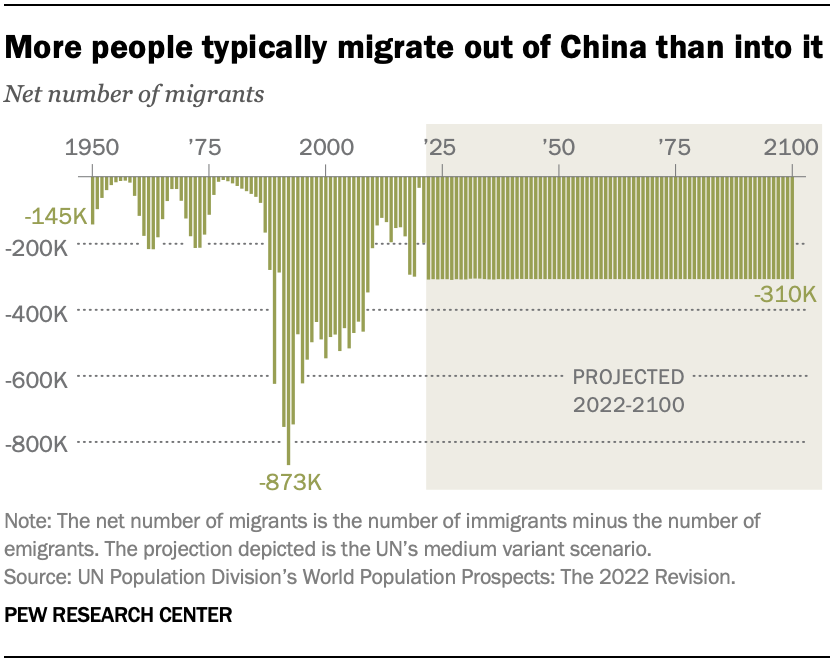 More people typically migrate out of China than into it
Net number of migrants
1950 ’75 2000 ’25 ’50 ’75 2100
-145K
-200K
-310K
-400K
-600K
PROJECTED
2022-2100
-800K
-873K
Note: The net number of migrants is the number of immigrants minus the number of
emigrants. The projection depicted is the UN’s medium variant scenario.
Source: UN Population Division’s World Population Prospects: The 2022 Revision.
PEW RESEARCH CENTER